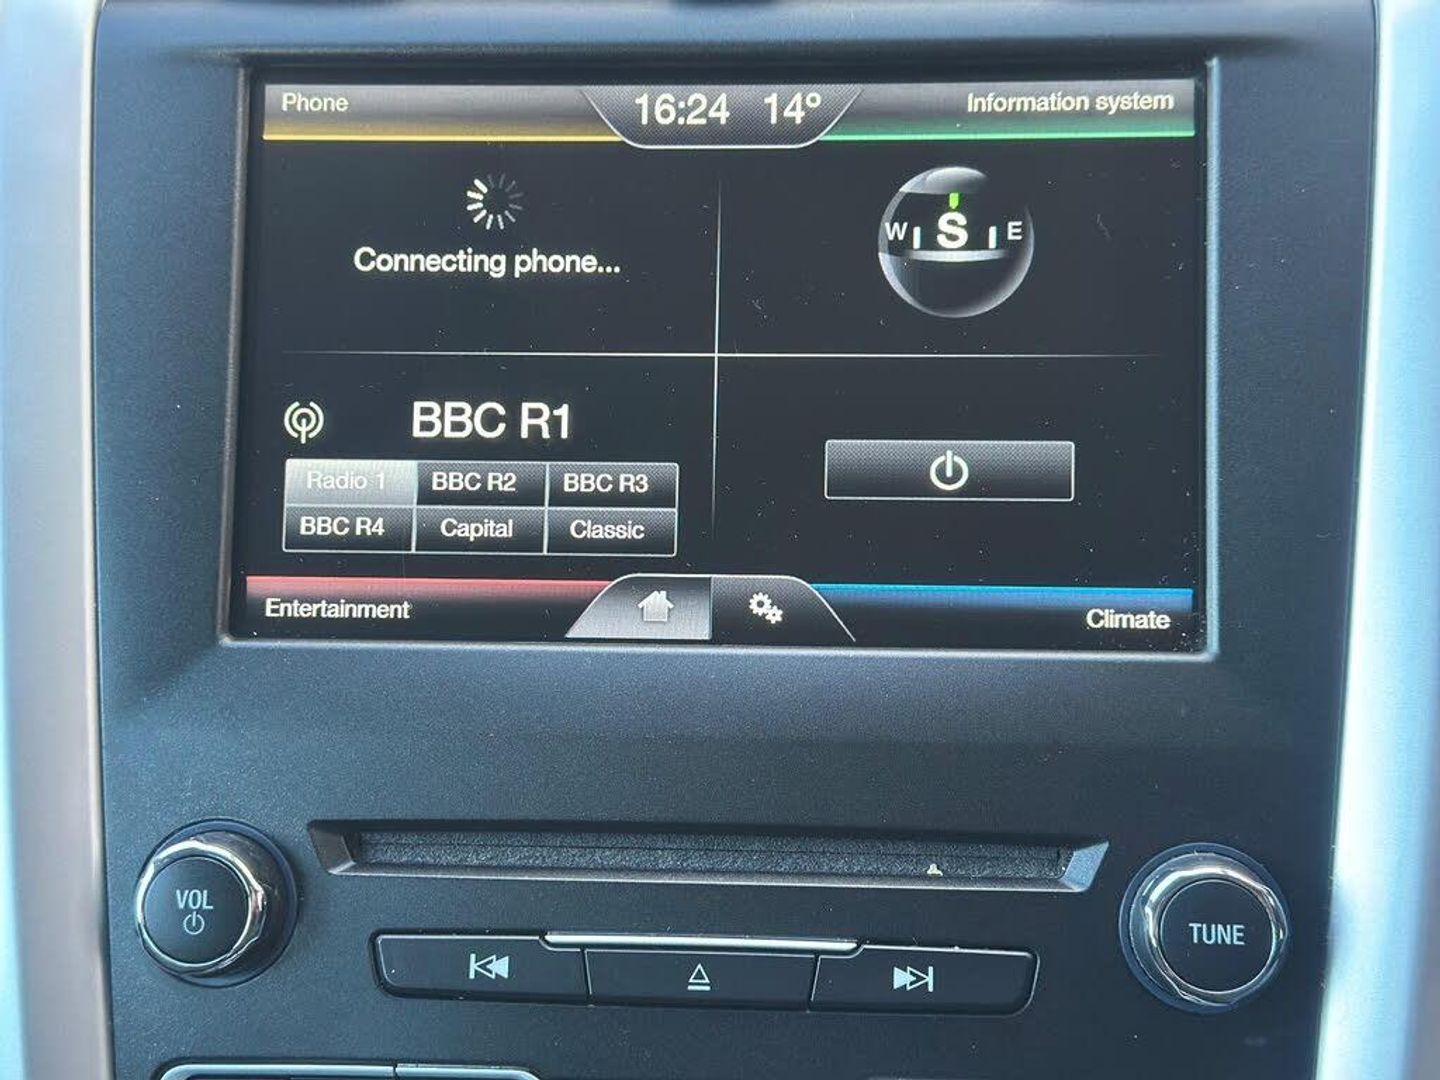 Phone
16:24 14°
Information system
Connecting phone...
W S E
BBC R1
Radio 1 BBC R2 BBC R3
BBC R4 Capital Classic
Entertainment
Climate
VOL
TUNE